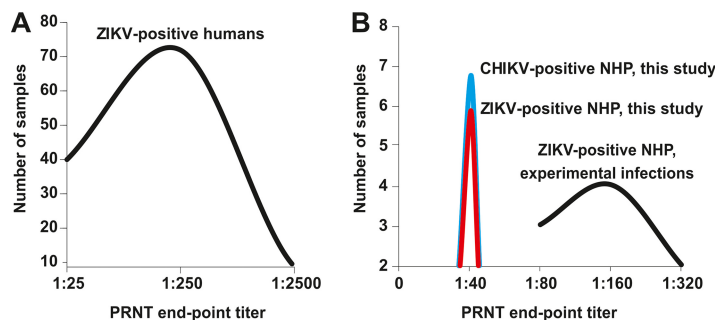 A
ZIKV-positive humans
Number of samples
80
70
60
50
40
30
20
10
1:25
1:250
1:2500
PRNT end-point titer
B
CHIKV-positive NHP, this study
ZIKV-positive NHP, this study
ZIKV-positive NHP,
experimental infections
Number of samples
8
7
6
5
4
3
2
0
1:40
1:80
1:160
1:320
PRNT end-point titer